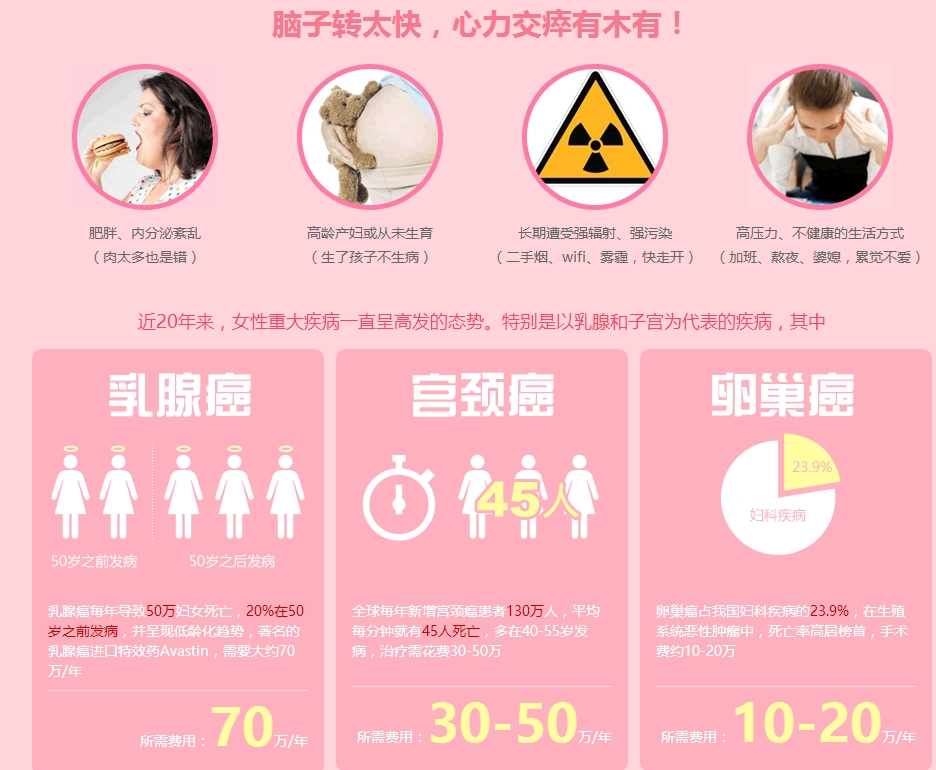 脑子转太快，心力交瘁有木有！
肥胖、内分泌紊乱
（肉太多也是错）
高龄产妇或从未生育
（生了孩子不生病）
长期遭受强辐射、强污染
（二手烟、wifi、雾霾，快走开）
高压力、不健康的生活方式
（加班、熬夜、婆媳，累觉不爱）
近20年来，女性重大疾病一直呈高发的态势。特别是以乳腺和子宫为代表的疾病，其中
乳腺癌
50岁之前发病
50岁之后发病
乳腺癌每年导致50万妇女死亡，20%在50
岁之前发病，并呈现低龄化趋势，著名的
乳腺癌进口特效药Avastin，需要大约70
万/年
所需费用：70万/年
宫颈癌
45人
全球每年新增宫颈癌患者130万人，平均
每分钟就有45人死亡，多在40-55岁发
病，治疗需花费30-50万
所需费用：30-50万/年
卵巢癌
23.9%
妇科疾病
卵巢癌占我国妇科疾病的23.9%，在生殖
系统恶性肿瘤中，死亡率高居榜首，手术
费约10-20万
所需费用：10-20万/年